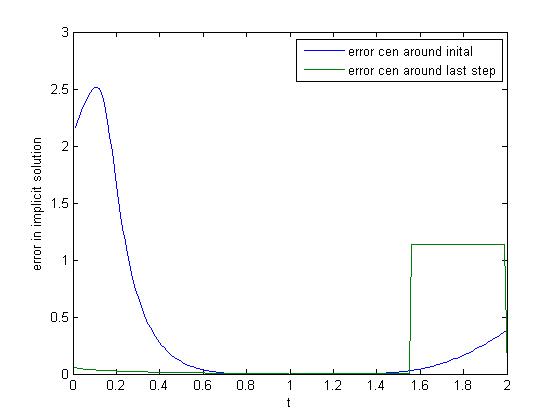 3
2.5
2
1.5
1
0.5
0
error in implicit solution
error cen around inital
error cen around last step
0 0.2 0.4 0.6 0.8 1 1.2 1.4 1.6 1.8 2
t